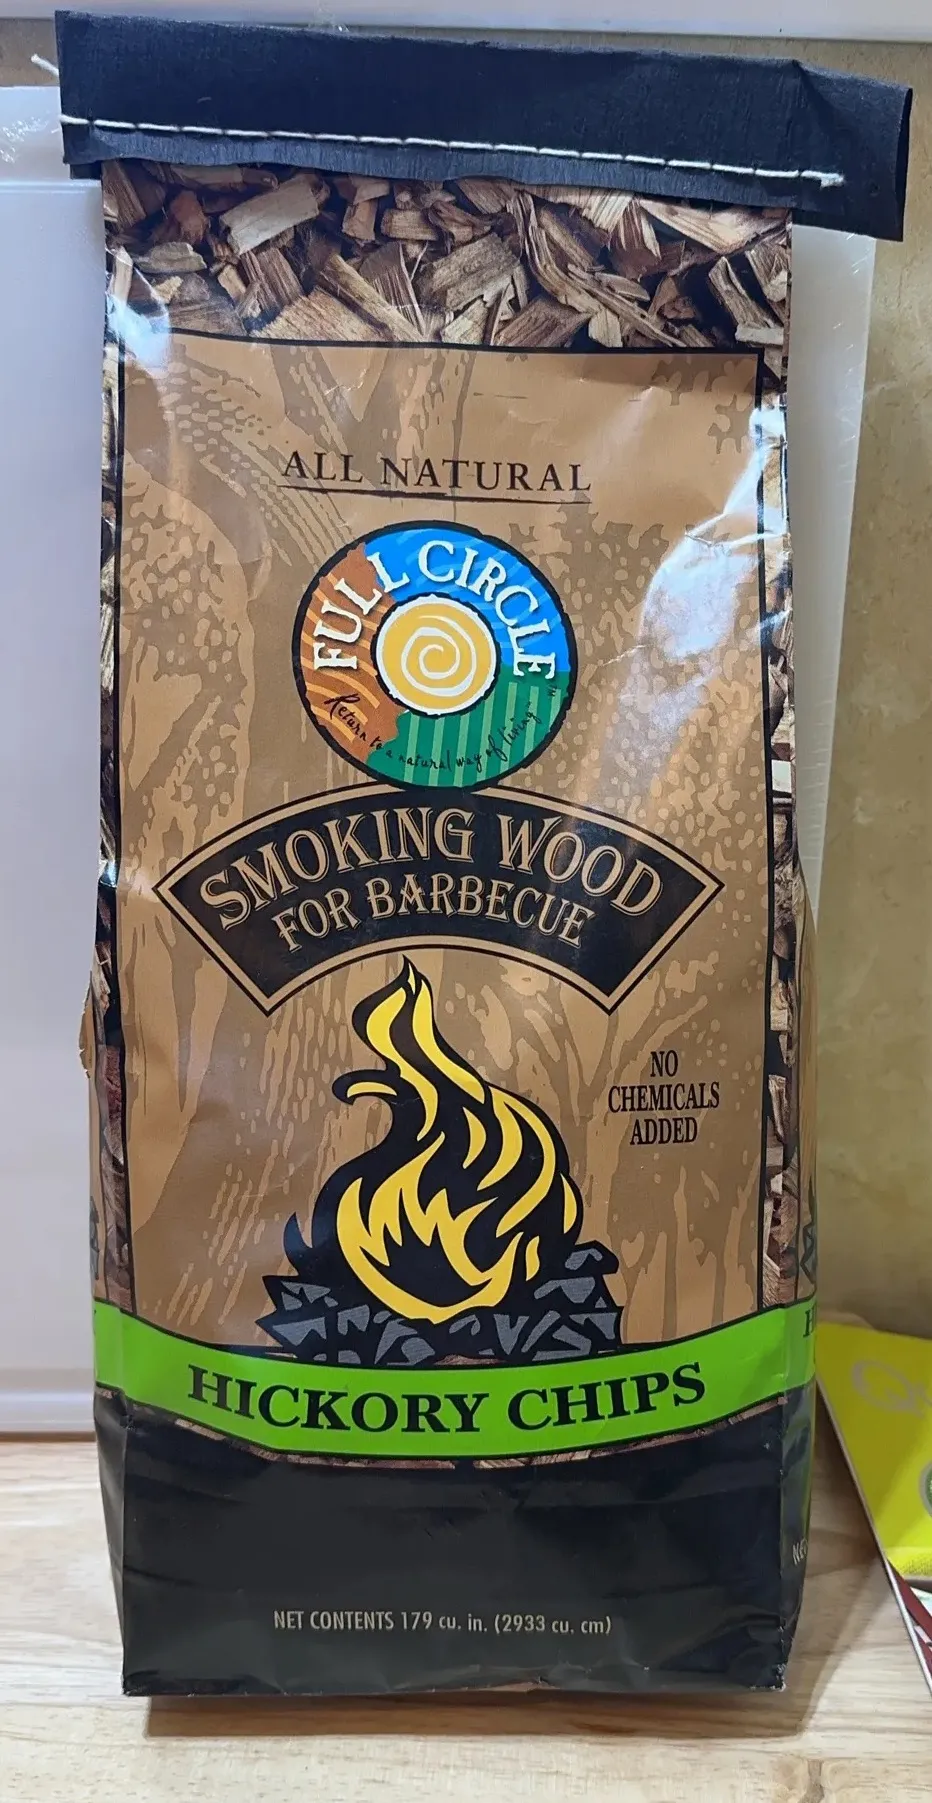 ALL NATURAL
FULL CIRCLE
Return to a natural way of living
SMOKING WOOD
FOR BARBECUE
NO
CHEMICALS
ADDED
HICKORY CHIPS
NET CONTENTS 179 cu. in. (2933 cu. cm)